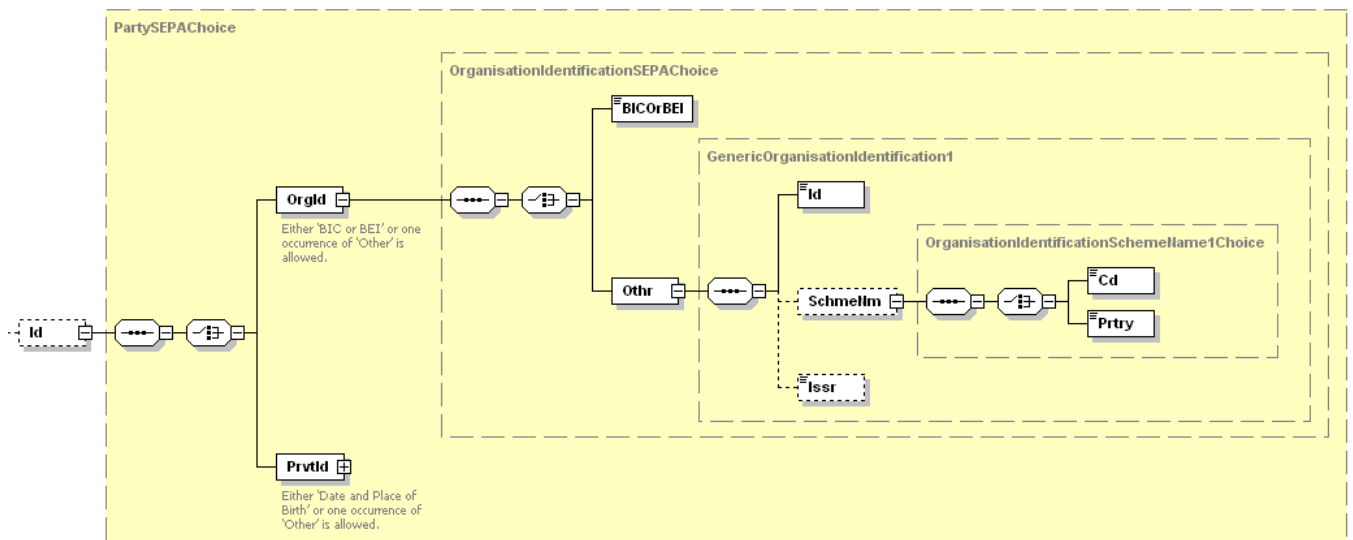 PartySEPAChoice
OrganisationIdentificationSEPAChoice
BICOrBEI
GenericOrganisationIdentification1
Id
OrgId
Either 'BIC or BEI' or one
occurrence of 'Other' is
allowed.
OrganisationIdentificationSchemeName1Choice
Cd
Othr
SchmeNm
Prtry
Id
Issr
PrvtId
Either 'Date and Place of
Birth' or one occurrence of
'Other' is allowed.